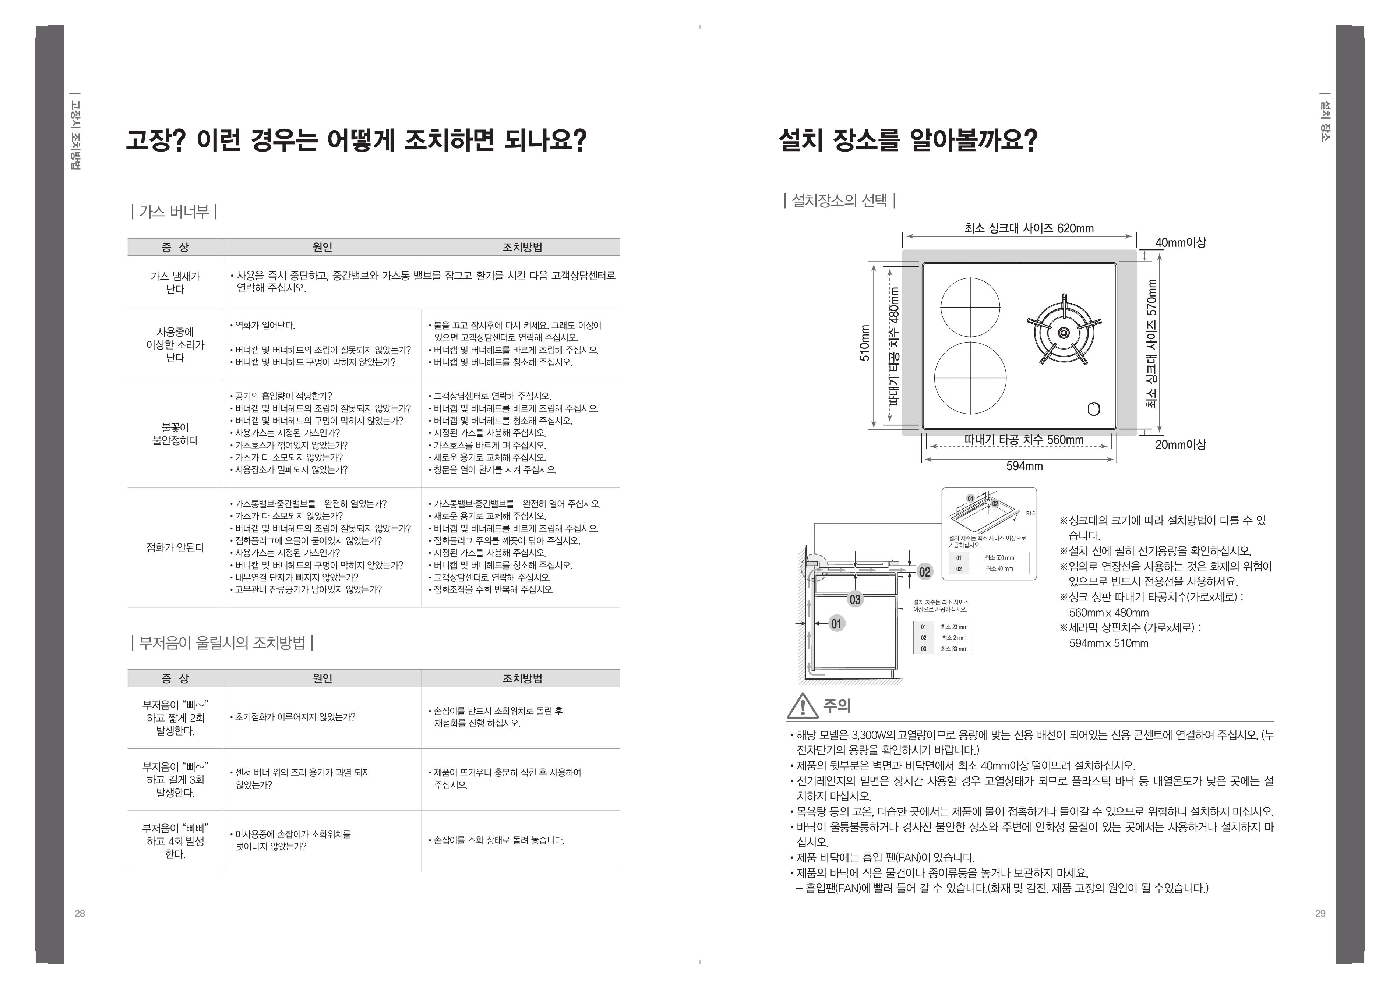 고장시 조치방법
고장? 이런 경우는 어떻게 조치하면 되나요?
가스 버너부
증 상 원인 조치방법
가스 냄새가
난다
• 사용을 즉시 중단하고, 중간밸브와 가스통 밸브를 잠그고 환기를 시킨 다음 고객상담센터로
연락해 주십시오.
사용중에
이상한 소리가
난다
• 역화가 일어난다.
• 버너캡 및 버너헤드의 조립이 잘못되지 않았는가?
• 버너캡 및 버너헤드 구멍이 막히지 않았는가?
• 불을 끄고 잠시후에 다시 켜세요. 그래도 이상이
있으면 고객상담센터로 연락해 주십시오.
• 버너캡 및 버너헤드를 바르게 조립해 주십시오.
• 버너캡 및 버너헤드를 청소해 주십시오.
불꽃이
불안정하다
• 공기의 흡입량이 적당한가?
• 버너캡 및 버너헤드의 조립이 잘못되지 않았는가?
• 버너캡 및 버너헤드의 구멍이 막히지 않았는가?
• 사용가스는 지정된 가스인가?
• 가스호스가 꺾여있지 않았는가?
• 가스가 다 소모되지 않았는가?
• 사용장소가 밀폐되지 않았는가?
• 고객상담센터로 연락해 주십시오.
• 버너캡 및 버너헤드를 바르게 조립해 주십시오.
• 버너캡 및 버너헤드를 청소해 주십시오.
• 지정된 가스를 사용해 주십시오.
• 가스호스를 바르게 펴 주십시오.
• 새로운 용기로 교체해 주십시오.
• 창문을 열어 환기를 시켜 주십시오.
점화가 안된다
• 가스통밸브·중간밸브를 완전히 열었는가?
• 가스가 다 소모되지 않았는가?
• 버너캡 및 버너헤드의 조립이 잘못되지 않았는가?
• 점화플러그에 오물이 묻어있지 않았는가?
• 사용가스는 지정된 가스인가?
• 버너캡 및 버너헤드의 구멍이 막히지 않았는가?
• 내부연결 단자가 빠지지 않았는가?
• 고무관내 잔류공기가 남아있지 않았는가?
• 가스통밸브·중간밸브를 완전히 열어 주십시오.
• 새로운 용기로 교체해 주십시오.
• 버너캡 및 버너헤드를 바르게 조립해 주십시오.
• 점화플러그 주위를 깨끗이 닦아 주십시오.
• 지정된 가스를 사용해 주십시오.
• 버너캡 및 버너헤드를 청소해 주십시오.
• 고객상담센터로 연락해 주십시오.
• 점화조작을 수회 반복해 주십시오.
부저음이 울릴시의 조치방법
증 상 원인 조치방법
부저음이 “삐~”
하고 짧게 2회
발생한다.
• 초기점화가 이루어지지 않았는가?
• 손잡이를 반드시 소화위치로 돌린 후
재점화를 진행 하십시오.
부저음이 “삐~”
하고 길게 3회
발생한다.
• 센서 버너 위의 조리 용기가 과열 되지
않았는가?
• 제품이 뜨거우니 충분히 식힌 후 사용하여
주십시오.
부저음이 “삐삐”
하고 4회 발생
한다.
• 미사용중에 손잡이가 소화위치를
벗어나지 않았는가?
• 손잡이를 소화 상태로 돌려 놓습니다.
28
설치 장소
설치 장소를 알아볼까요?
설치장소의 선택
최소 싱크대 사이즈 620mm
40mm이상
510mm
따내기 타공 치수 480mm
최소 싱크대 사이즈 570mm
따내기 타공 치수 560mm
20mm이상
594mm
01
02
01
02
02
03
01
01
02
03
※싱크대의 크기에 따라 설치방법이 다를 수 있
습니다.
※설치 전에 필히 전기용량을 확인하십시오.
※임의로 연장선을 사용하는 것은 화재의 위험이
있으므로 반드시 전용선을 사용하세요.
※싱크 상판 따내기 타공치수(가로x세로) :
560mm x 480mm
※세라믹 상판치수 (가로x세로) :
594mm x 510mm
주의
• 해당 모델은 3,300W의 고열량이므로 용량에 맞는 전용 배선이 되어있는 전용 콘센트에 연결하여 주십시오. (누
전차단기의 용량을 확인하시기 바랍니다.)
• 제품의 뒷부분은 벽면과 바닥면에서 최소 40mm이상 떨어뜨려 설치하십시오.
• 전기레인지의 밑면은 장시간 사용할 경우 고열상태가 되므로 플라스틱 바닥 등 내열온도가 낮은 곳에는 설
치하지 마십시오.
• 목욕탕 등의 고온, 다습한 곳에서는 제품에 물이 접촉하거나 들어갈 수 있으므로 위험하니 설치하지 마십시오.
• 바닥이 울퉁불퉁하거나 경사진 불안한 장소와 주변에 인화성 물질이 있는 곳에서는 사용하거나 설치하지 마
십시오.
• 제품 바닥에는 흡입 팬(FAN)이 있습니다.
• 제품의 바닥에 작은 물건이나 종이류등을 놓거나 보관하지 마세요.
– 흡입팬(FAN)에 빨려 들어 갈 수 있습니다.(화재 및 감전, 제품 고장의 원인이 될 수있습니다.)
29